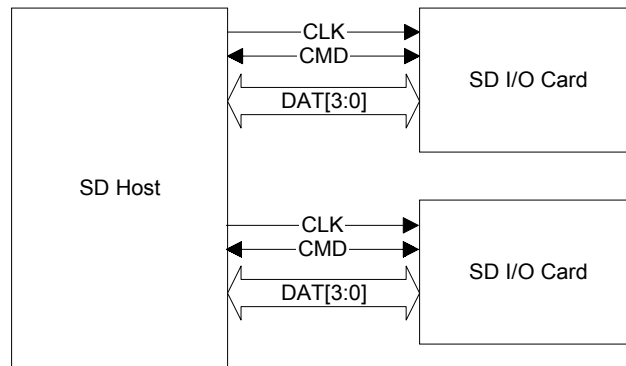 CLK
CMD
DAT[3:0]
SD I/O Card
SD Host
CLK
CMD
DAT[3:0]
SD I/O Card